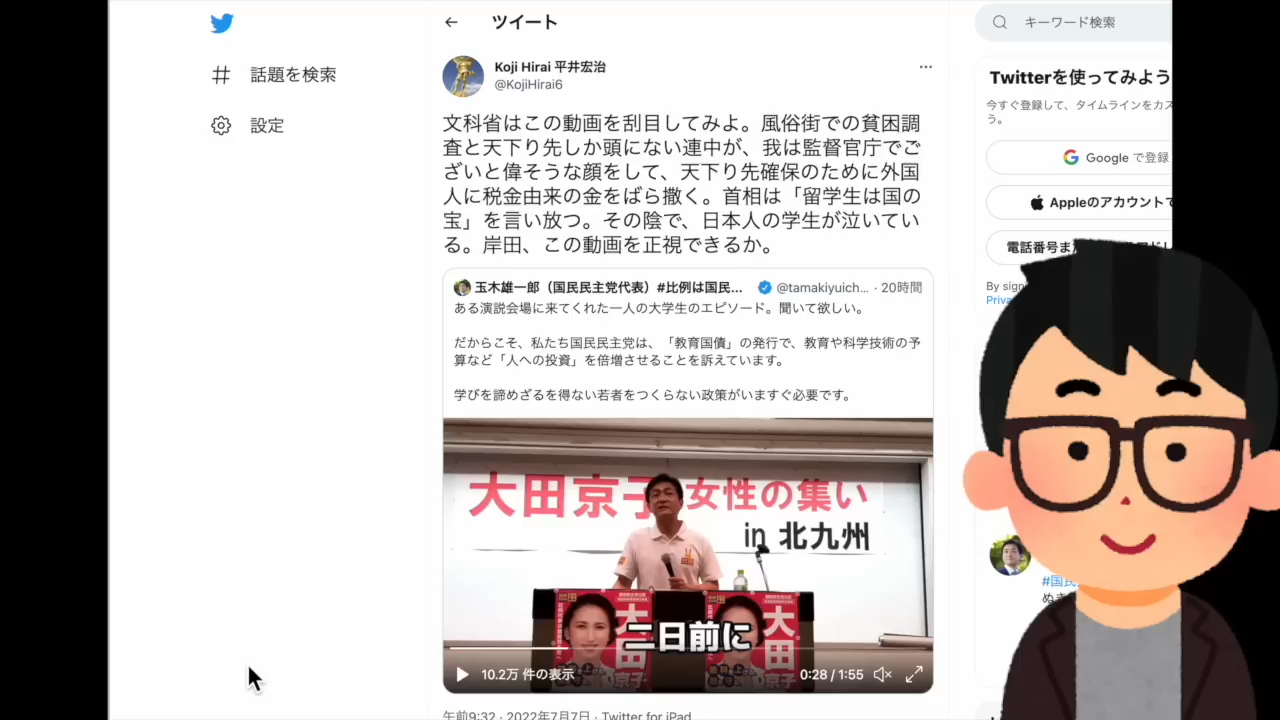 ツイート
キーワード検索
話題を検索
設定
Koji Hirai 平井宏治
@KojiHirai6
文科省はこの動画を刮目してみよ。風俗街での貧困調
査と天下り先しか頭にない連中が、我は監督官庁でご
ざいと偉そうな顔をして、天下り先確保のために外国
人に税金由来の金をばら撒く。首相は「留学生は国の
宝」を言い放つ。その陰で、日本人の学生が泣いてい
る。岸田、この動画を正視できるか。
玉木雄一郎（国民民主党代表）#比例は国民... @tamakiyuich... · 20時間
ある演説会場に来てくれた一人の大学生のエピソード。聞いて欲しい。
だからこそ、私たち国民民主党は、「教育国債」の発行で、教育や科学技術の予
算など「人への投資」を倍増させることを訴えています。
学びを諦めざるを得ない若者をつくらない政策がいますぐ必要です。
大田京子 女性の集い
in 北九州
大田京子
大田京子
二日前に
10.2万 件の表示
0:28 / 1:55
午前9:32 · 2022年7月7日 · Twitter for iPad
Twitterを使ってみよう
今すぐ登録して、タイムラインをカス
う。
Google で登録
Appleのアカウントで
電話番号ま
By sign
Priva
#国民